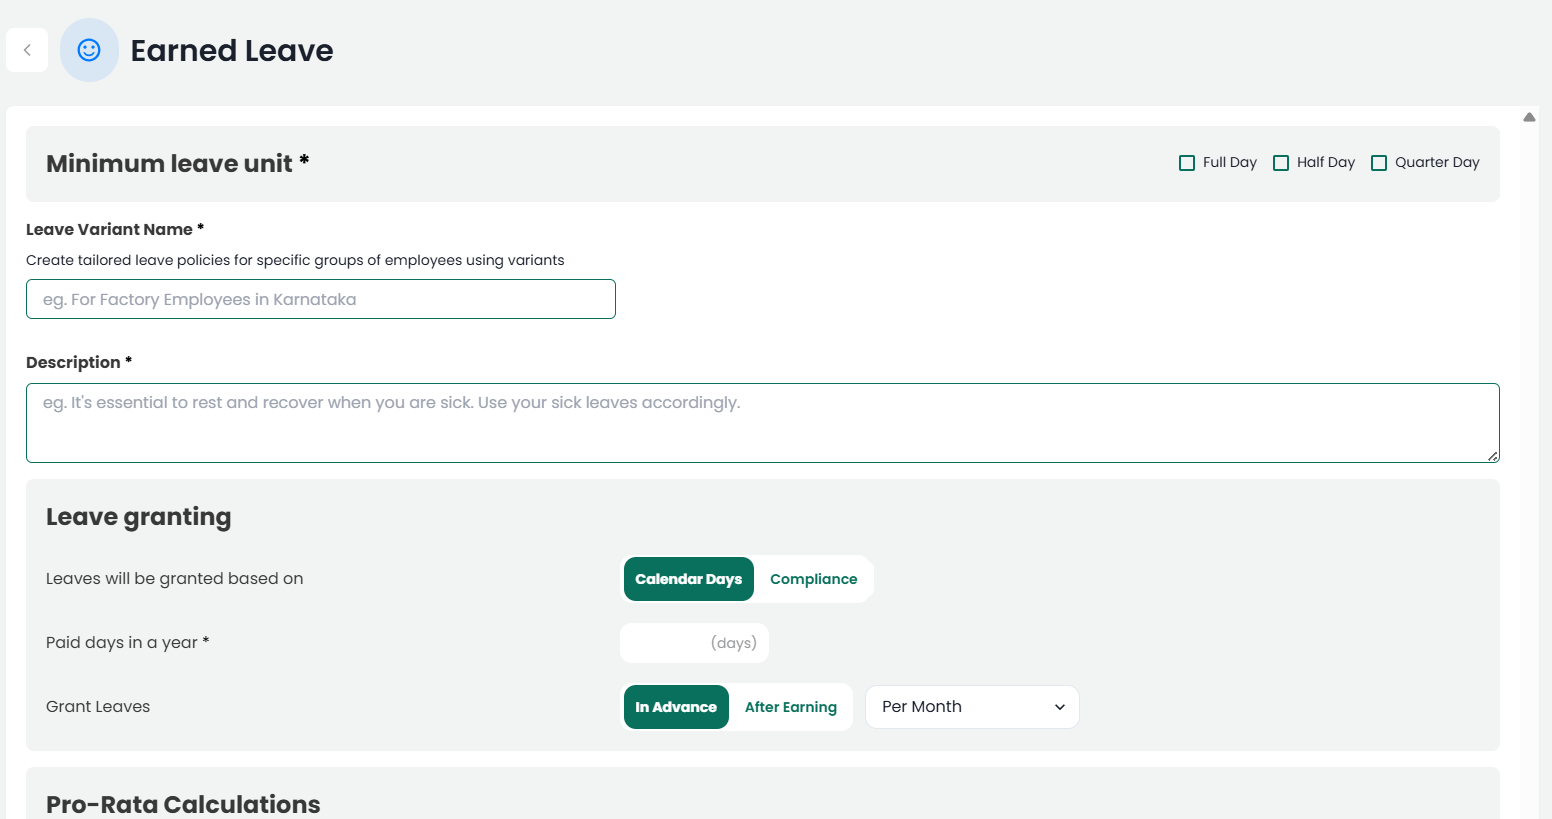 Earned Leave
Minimum leave unit *
Full Day Half Day Quarter Day
Leave Variant Name *
Create tailored leave policies for specific groups of employees using variants
eg. For Factory Employees in Karnataka
Description *
eg. It's essential to rest and recover when you are sick. Use your sick leaves accordingly.
Leave granting
Leaves will be granted based on Calendar Days Compliance
Paid days in a year * (days)
Grant Leaves In Advance After Earning Per Month
Pro-Rata Calculations